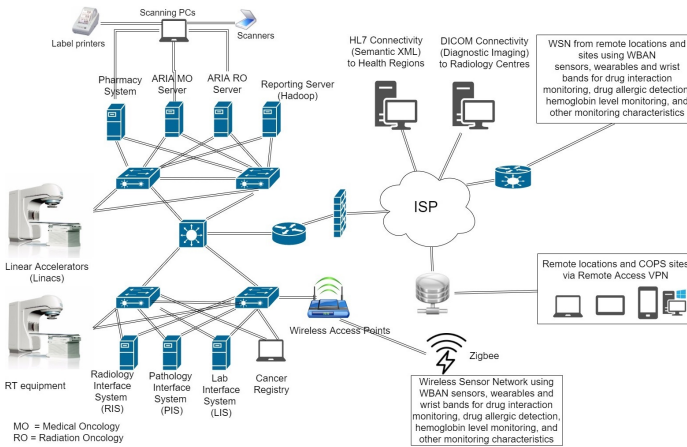 Scanning PCs
Label printers
Scanners
Pharmacy
System
ARIA MO
Server
ARIA RO
Server
Reporting Server
(Hadoop)
HL7 Connectivity
(Semantic XML)
to Health Regions
DICOM Connectivity
(Diagnostic Imaging)
to Radiology Centres
WSN from remote locations and
sites using WBAN
sensors, wearables and wrist
bands for drug interaction
monitoring, drug allergic detection
hemoglobin level monitoring, and
other monitoring characteristics
ISP
Linear Accelerators
(Linacs)
Remote locations and COPS sites
via Remote Access VPN
Wireless Access Points
Zigbee
RT equipment
Radiology
Interface
System
(RIS)
Pathology
Interface
System
(PIS)
Lab
Interface
System
(LIS)
Cancer
Registry
Wireless Sensor Network using
WBAN sensors, wearables and
wrist bands for drug interaction
monitoring, drug allergic detection,
hemoglobin level monitoring, and
other monitoring characteristics
MO = Medical Oncology
RO = Radiation Oncology